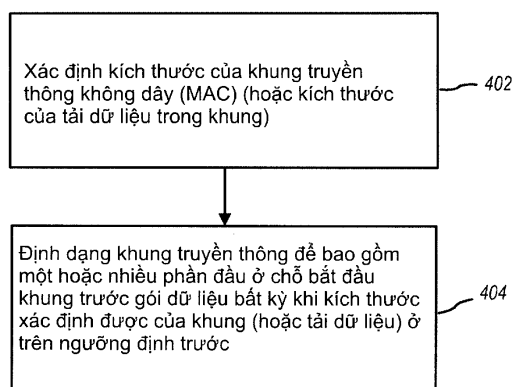 Xác định kích thước của khung truyền
thông không dây (MAC) (hoặc kích thước
của tải dữ liệu trong khung)
402
Định dạng khung truyền thông để bao gồm
một hoặc nhiều phần đầu ở chỗ bắt đầu
khung trước gói dữ liệu bất kỳ khi kích thước
xác định được của khung (hoặc tải dữ liệu) ở
trên ngưỡng định trước
404